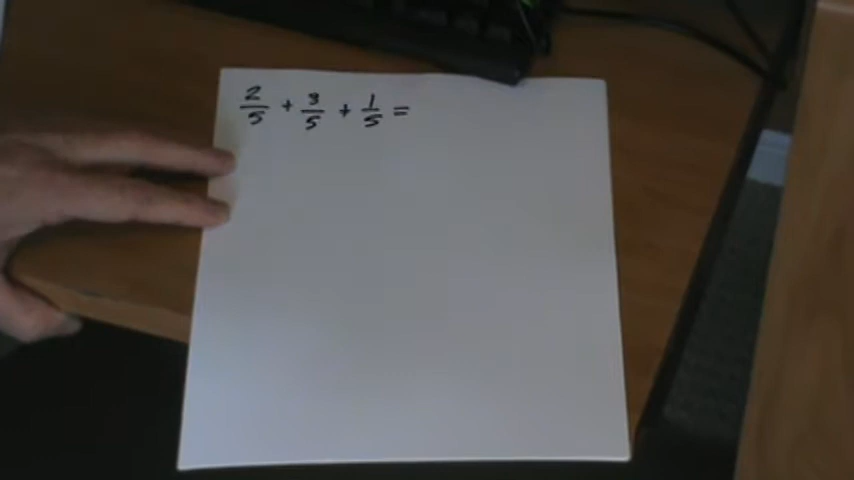 2/5 + 3/5 + 1/5 =